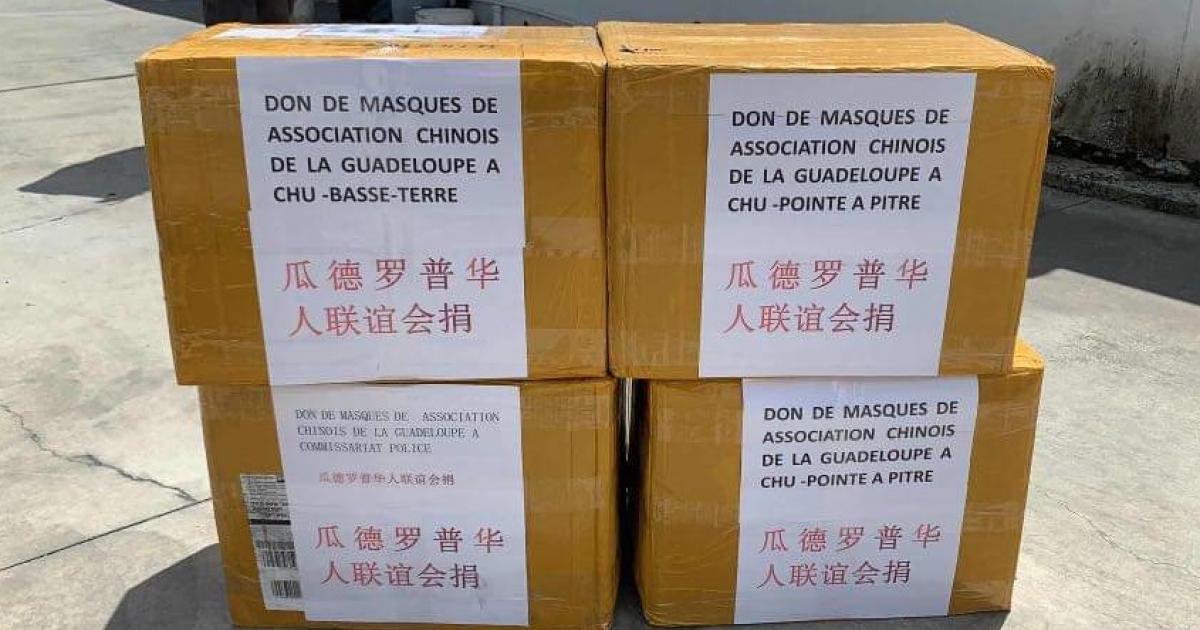 DON DE MASQUES DE
ASSOCIATION CHINOIS
DE LA GUADELOUPE A
CHU -BASSE-TERRE
瓜德罗普华
人联谊会捐
DON DE MASQUES DE
ASSOCIATION CHINOIS
DE LA GUADELOUPE A
CHU -POINTE A PITRE
瓜德罗普华
人联谊会捐
DON DE MASQUES DE ASSOCIATION
CHINOIS DE LA GUADELOUPE A
COMMISSARIAT POLICE
瓜德罗普华人联谊会捐
瓜德罗普华
人联谊会捐
DON DE MASQUES DE
ASSOCIATION CHINOIS
DE LA GUADELOUPE A
CHU -POINTE A PITRE
瓜德罗普华
人联谊会捐